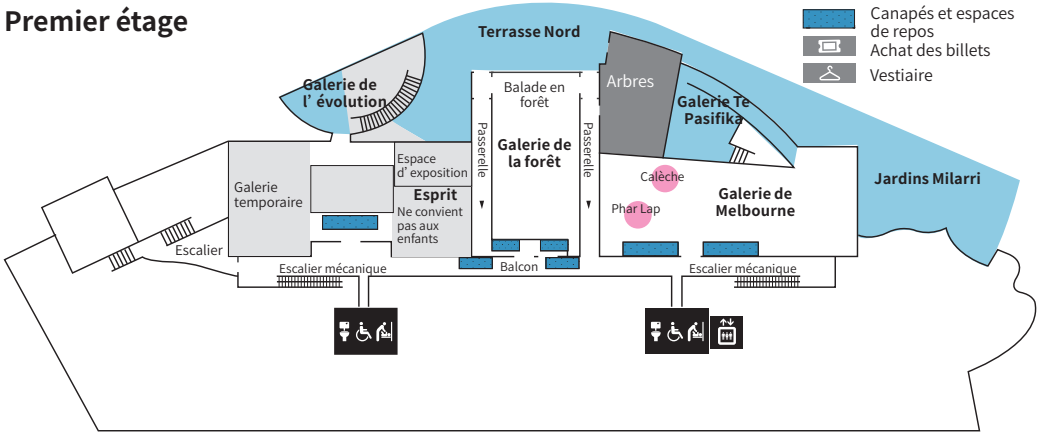 Premier étage
Canapés et espaces
de repos
Achat des billets
Vestiaire
Terrasse Nord
Galerie de
l’ évolution
Balade en
forêt
Arbres
Galerie Te
Pasifika
Passerelle
Galerie de
la forêt
Passerelle
Espace
d’ exposition
Galerie
temporaire
Esprit
Ne convient
pas aux
enfants
Calèche
Phar Lap
Galerie de
Melbourne
Jardins Milarri
Escalier
Escalier mécanique
Balcon
Escalier mécanique